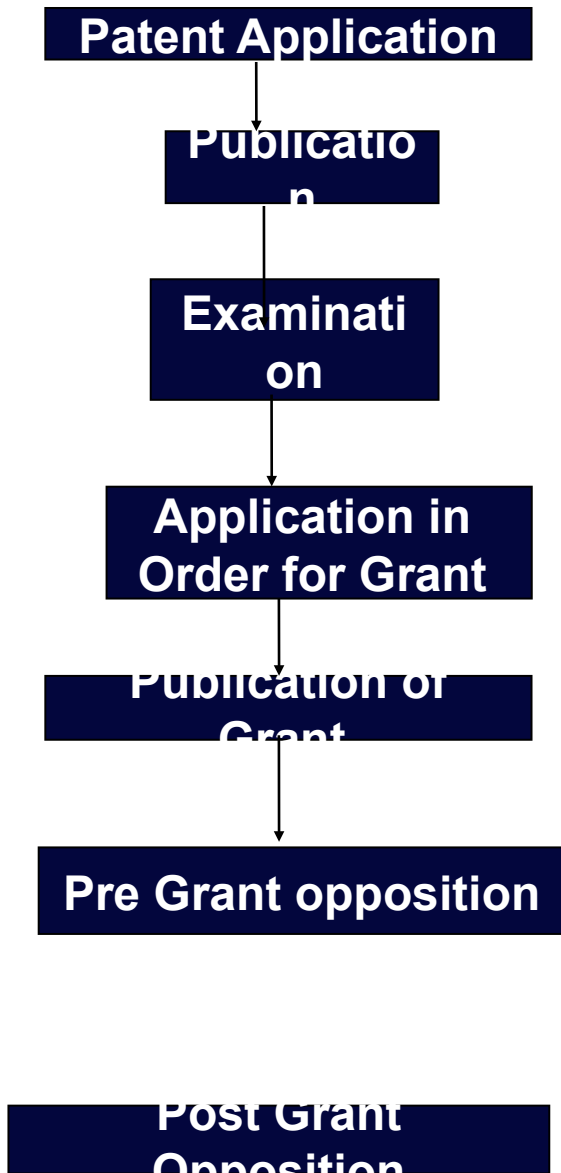 Patent Application
Publicatio
n
Examinati
on
Application in
Order for Grant
Publication of
Grant
Pre Grant opposition
Post Grant
Opposition